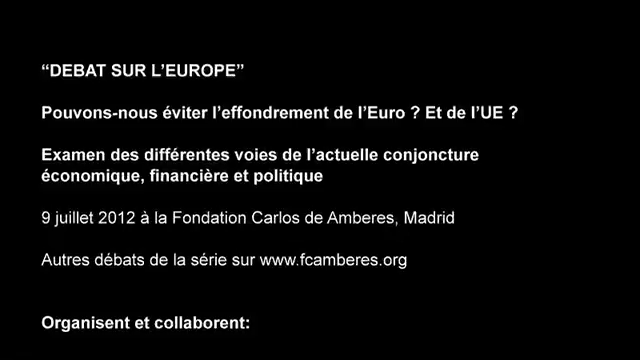 “DEBAT SUR L’EUROPE”
Pouvons-nous éviter l’effondrement de l’Euro ? Et de l’UE ?
Examen des différentes voies de l’actuelle conjoncture
économique, financière et politique
9 juillet 2012 à la Fondation Carlos de Amberes, Madrid
Autres débats de la série sur www.fcamberes.org
Organisent et collaborent: